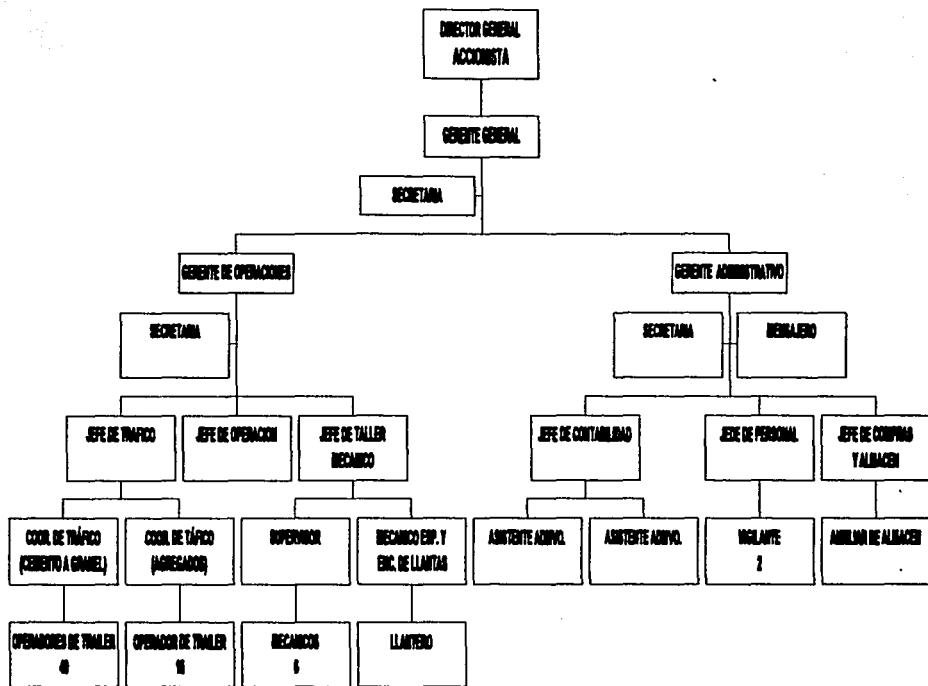 DIRECTOR GENERAL
ACCIONISTA
GERENTE GENERAL
SECRETARIA
GERENTE DE OPERACIONES
GERENTE ADMINISTRATIVO
SECRETARIA
SECRETARIA
MENSAJERO
JEFE DE TRAFICO
JEFE DE OPERACION
JEFE DE TALLER
MECANICO
JEFE DE CONTABILIDAD
JEDE DE PERSONAL
JEFE DE COMPRAS
Y ALMACEN
COOR. DE TRÁFICO
(CEMENTO A GRANEL)
COOR. DE TÁFICO
(AGREGADOS)
SUPERVISOR
MECANICO ESP. Y
ENC. DE LLANTAS
ASISTENTE ADMVO.
ASISTENTE ADMVO.
VIGILANTE
2
AUXILIAR DE ALMACEN
OPERADORES DE TRAILER
OPERADOR DE TRAILER
MECANICOS
LLANTERO